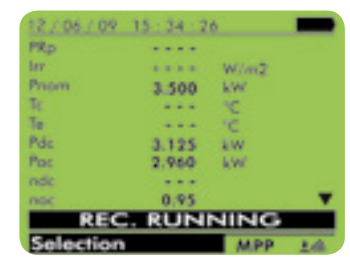 12/06/09 15:34:26
PRp - - - -
Irr - - - - W/m2
Pnom 3.500 kW
Tc - - - °C
Te - - - °C
Pdc 3.125 kW
Pac 2.960 kW
ndc - - -
nac 0.95
REC. RUNNING
Selection MPP